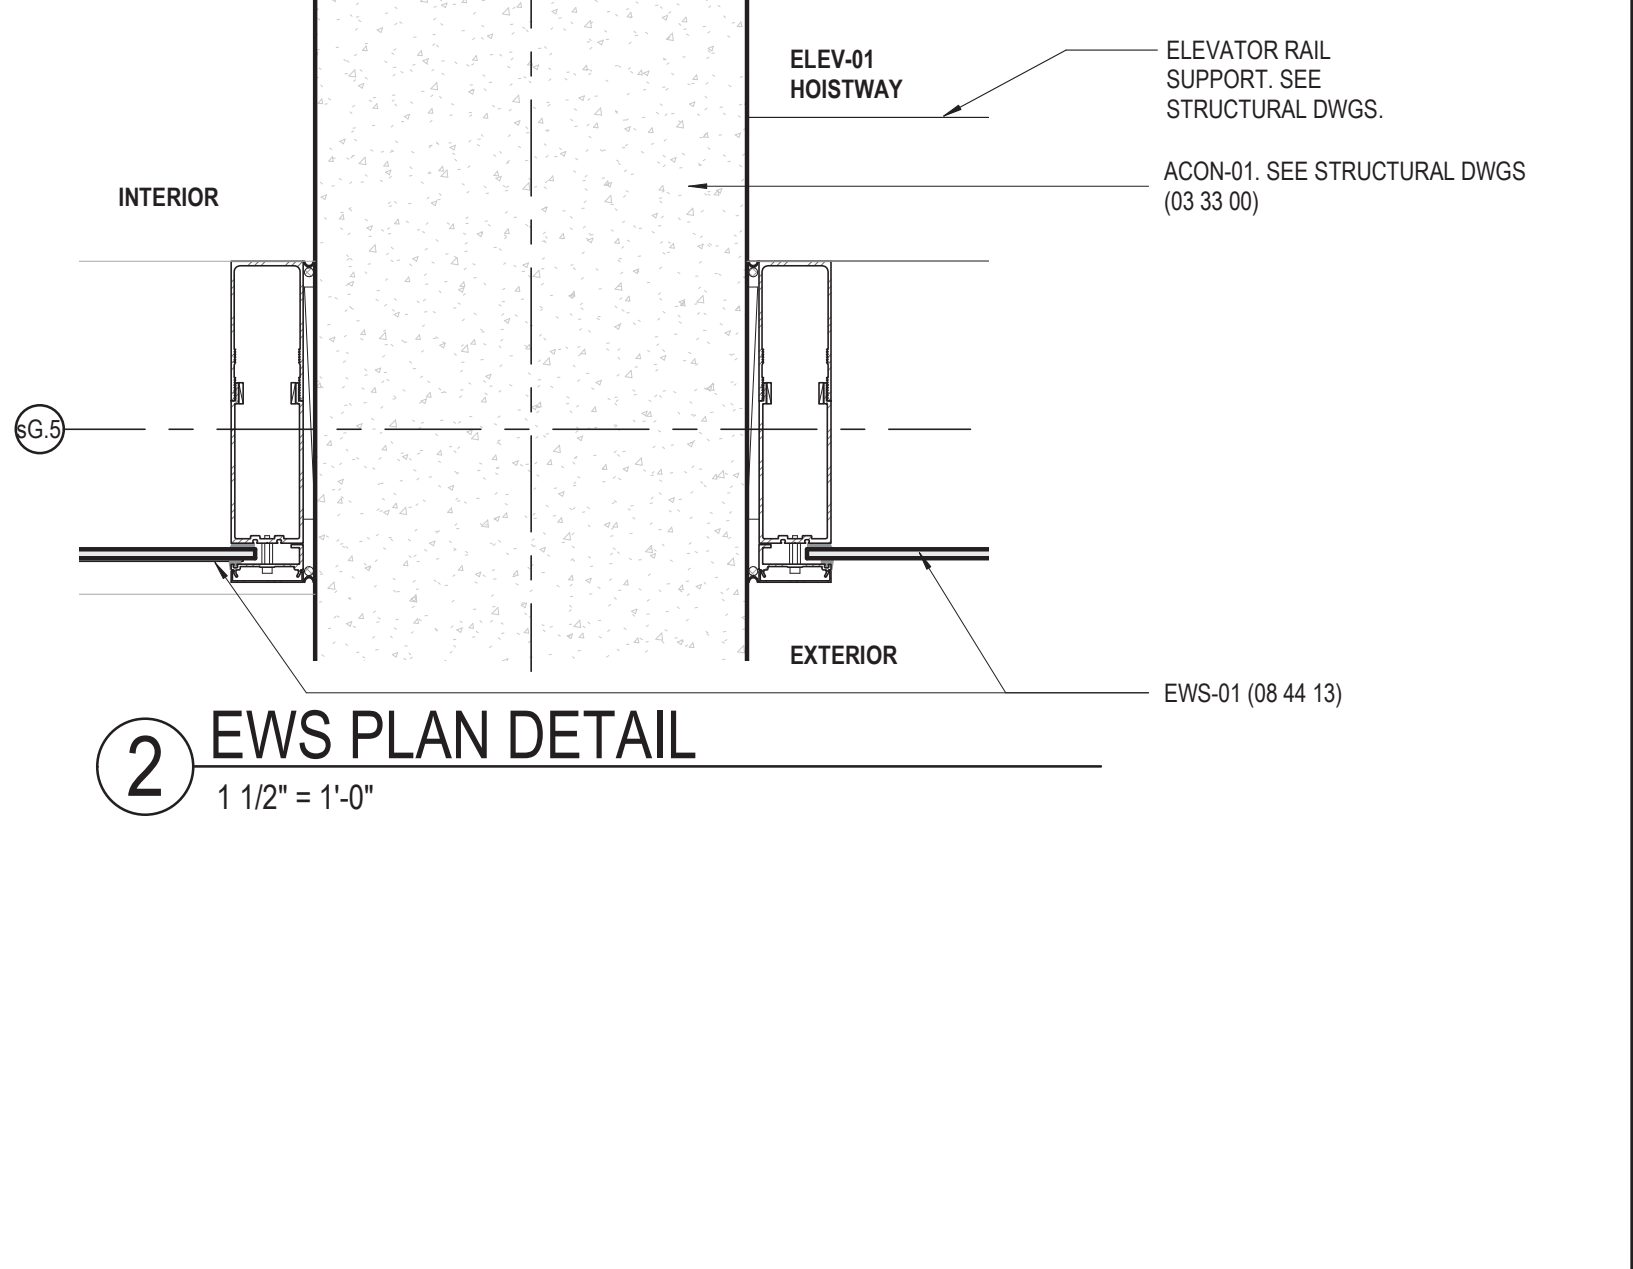 ELEV-01
HOISTWAY
ELEVATOR RAIL
SUPPORT. SEE
STRUCTURAL DWGS.
ACON-01. SEE STRUCTURAL DWGS
(03 33 00)
INTERIOR
sG.5
EXTERIOR
EWS-01 (08 44 13)
2
EWS PLAN DETAIL
1 1/2" = 1'-0"